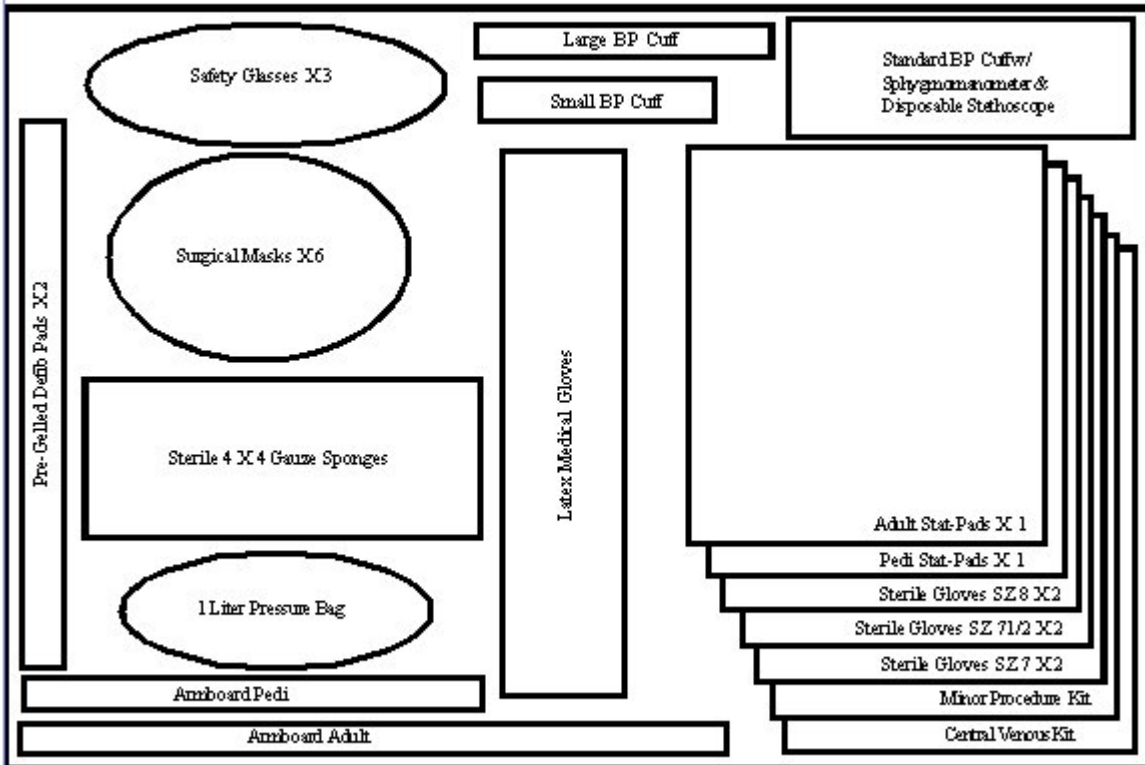 Safety Glasses X3
Large BP Cuff
Small BP Cuff
Standard BP Cuff w/
Sphygmomanometer &
Disposable Stethoscope
Pre-Gelled Defib Pads X2
Surgical Masks X6
Sterile 4 X 4 Gauze Sponges
1 Liter Pressure Bag
Latex Medical Gloves
Adult Stat-Pads X 1
Pedi Stat-Pads X 1
Sterile Gloves SZ 8 X2
Sterile Gloves SZ 71/2 X2
Sterile Gloves SZ 7 X2
Minor Procedure Kit
Central Venous Kit
Armboard Pedi
Armboard Adult